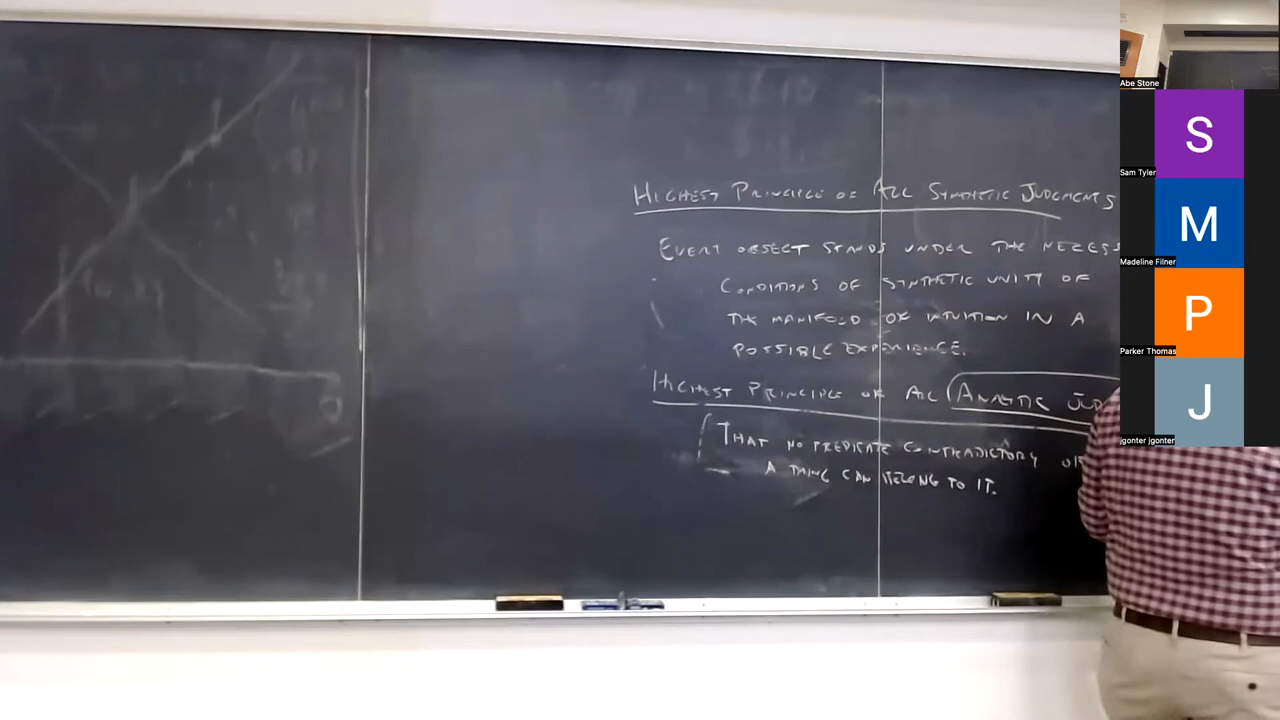 HIGHEST PRINCIPLE OF ALL SYNTHETIC JUDGMENTS
EVERY OBJECT STANDS UNDER THE NECESS
CONDITIONS OF SYNTHETIC UNITY OF
THE MANIFOLD OF INTUITION IN A
POSSIBLE EXPERIENCE.
HIGHEST PRINCIPLE OF ALL ANALYTIC JUD
THAT NO PREDICATE CONTRADICTORY OF
A THING CAN BELONG TO IT.
Abe Stone
S
Sam Tyler
M
Madeline Filner
P
Parker Thomas
J
jgonter jgonter